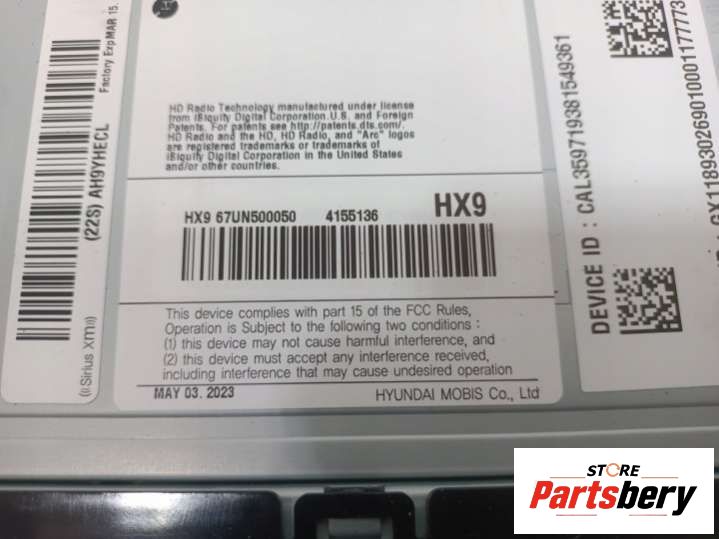 Factory Exp MAR 15.
(22S) AH9YHECL
((Sirius xm))
HD Radio Technology manufactured under license
from iBiquity Digital Corporation.U.S. and Foreign
Patents. For patents see http://patents.dts.com/.
HD Radio and the HD, HD Radio, and "Arc" logos
are registered trademarks or trademarks of
iBiquity Digital Corporation in the United States
and/or other countries.
HX9 67UN500050 4155136 HX9
This device complies with part 15 of the FCC Rules,
Operation is Subject to the following two conditions :
(1) this device may not cause harmful interference, and
(2) this device must accept any interference received,
including interference that may cause undesired operation
MAY 03. 2023 HYUNDAI MOBIS Co., Ltd
DEVICE ID : CAL359719381549361
STORE
Partsbery